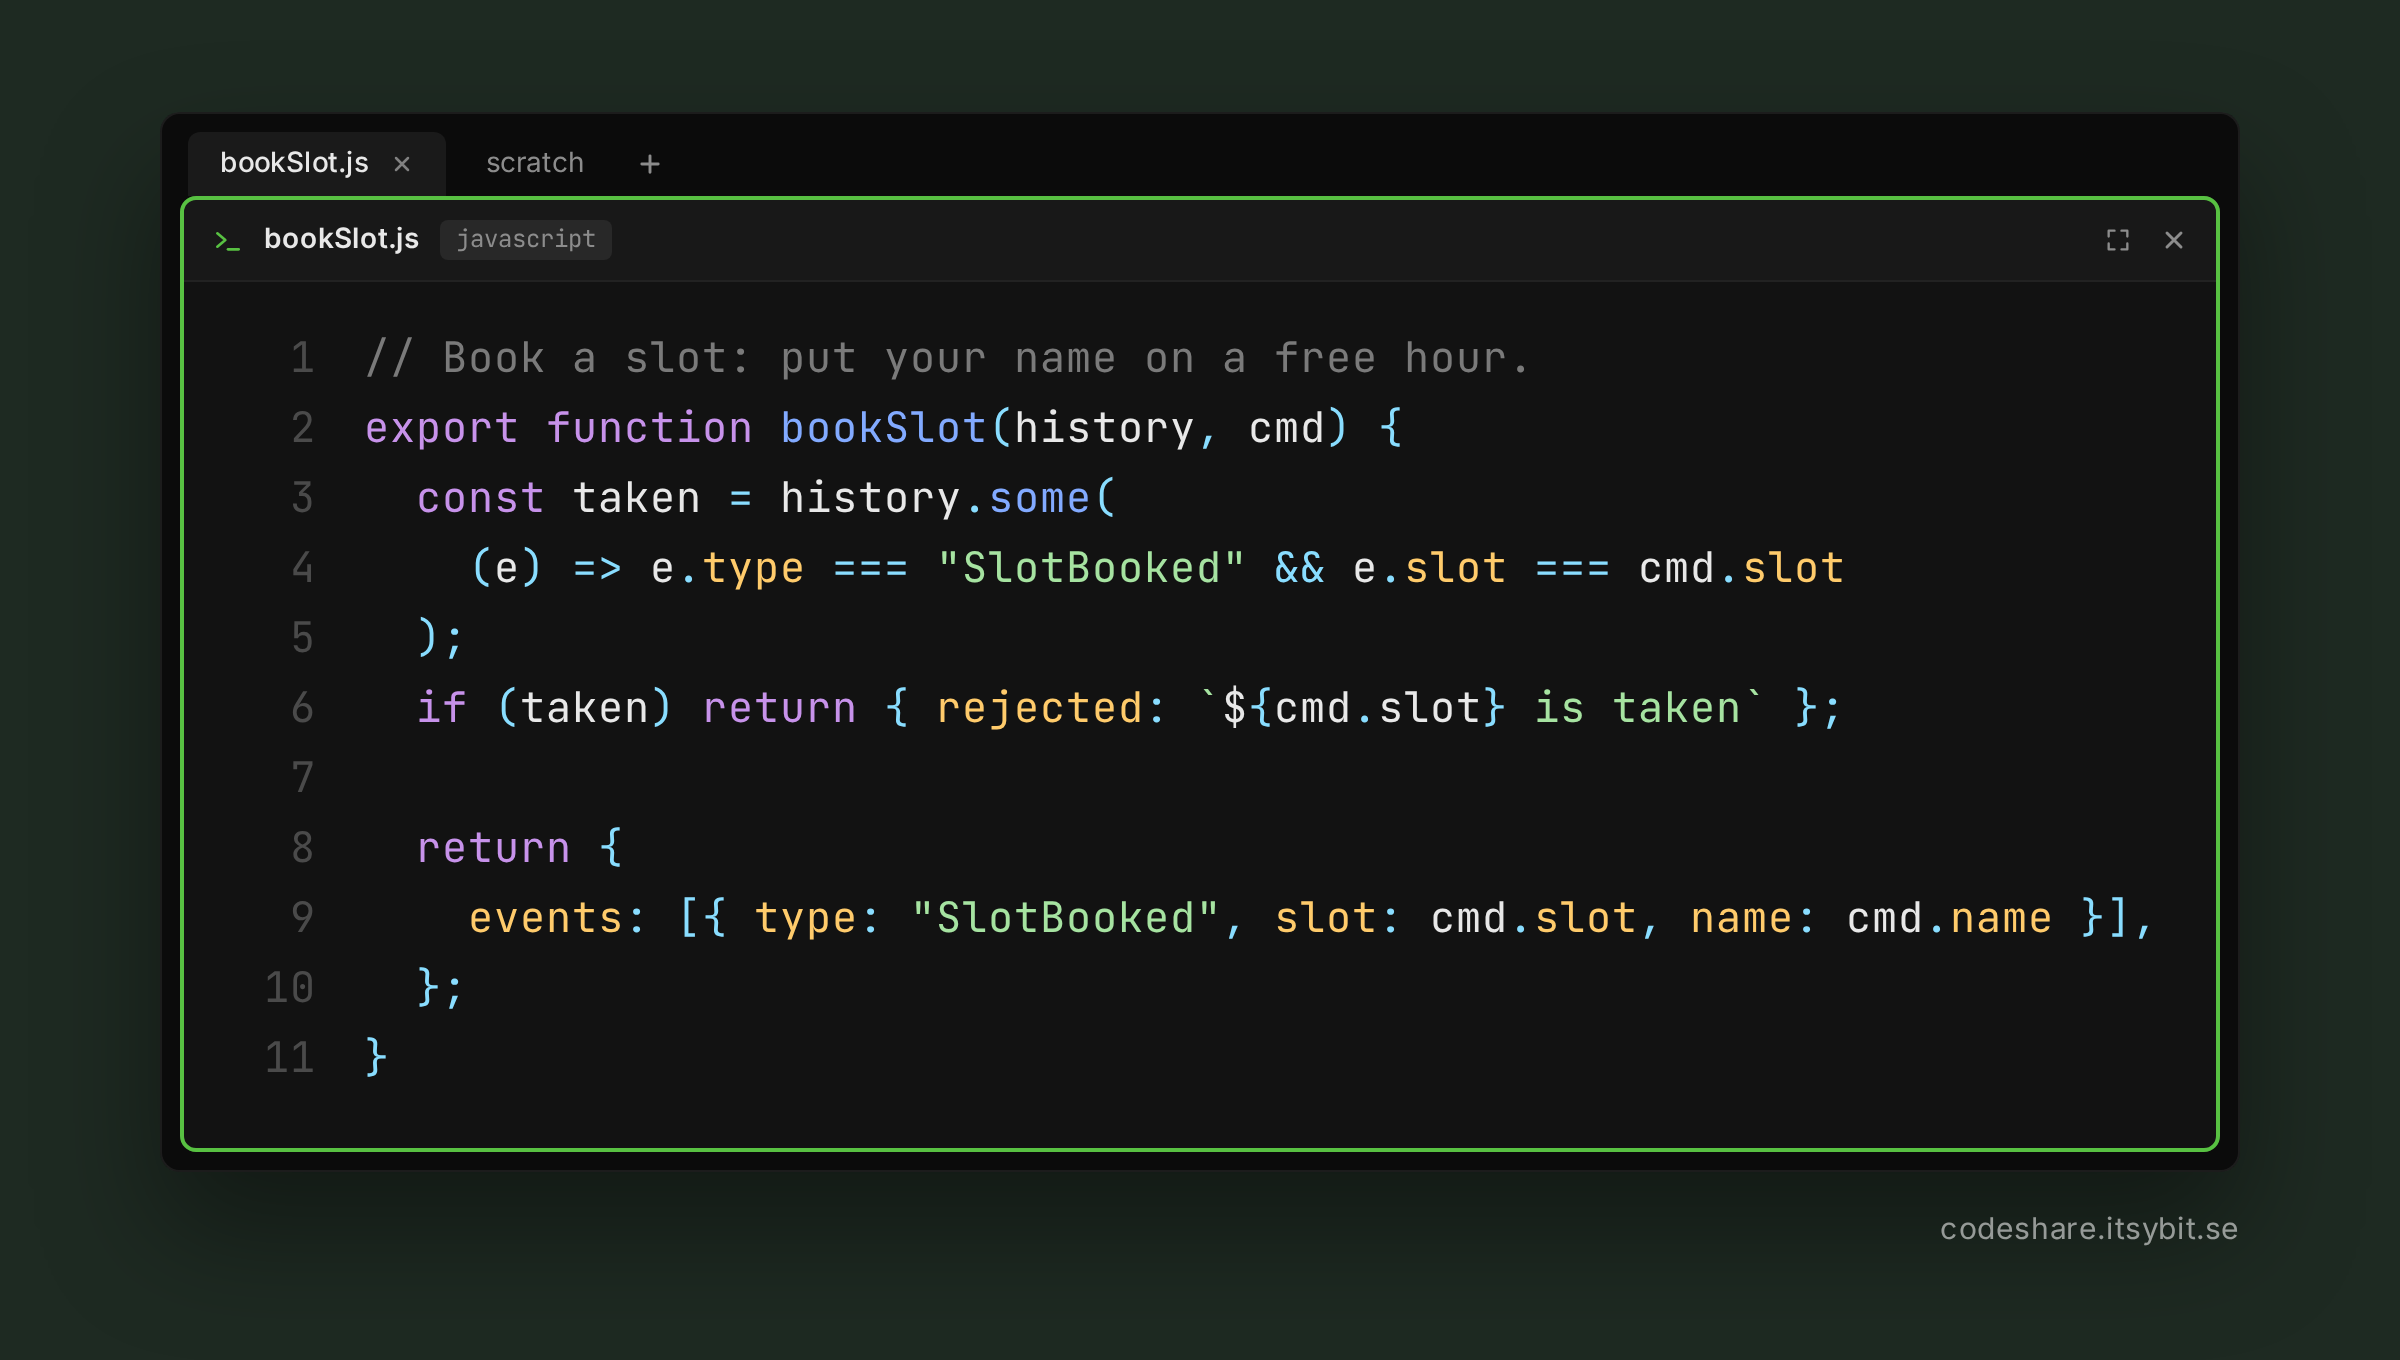 bookSlot.js × scratch +
>_ bookSlot.js javascript ×
1 // Book a slot: put your name on a free hour.
2 export function bookSlot(history, cmd) {
3   const taken = history.some(
4     (e) => e.type === "SlotBooked" && e.slot === cmd.slot
5   );
6   if (taken) return { rejected: `${cmd.slot} is taken` };
7
8   return {
9     events: [{ type: "SlotBooked", slot: cmd.slot, name: cmd.name }],
10   };
11 }
codeshare.itsybit.se